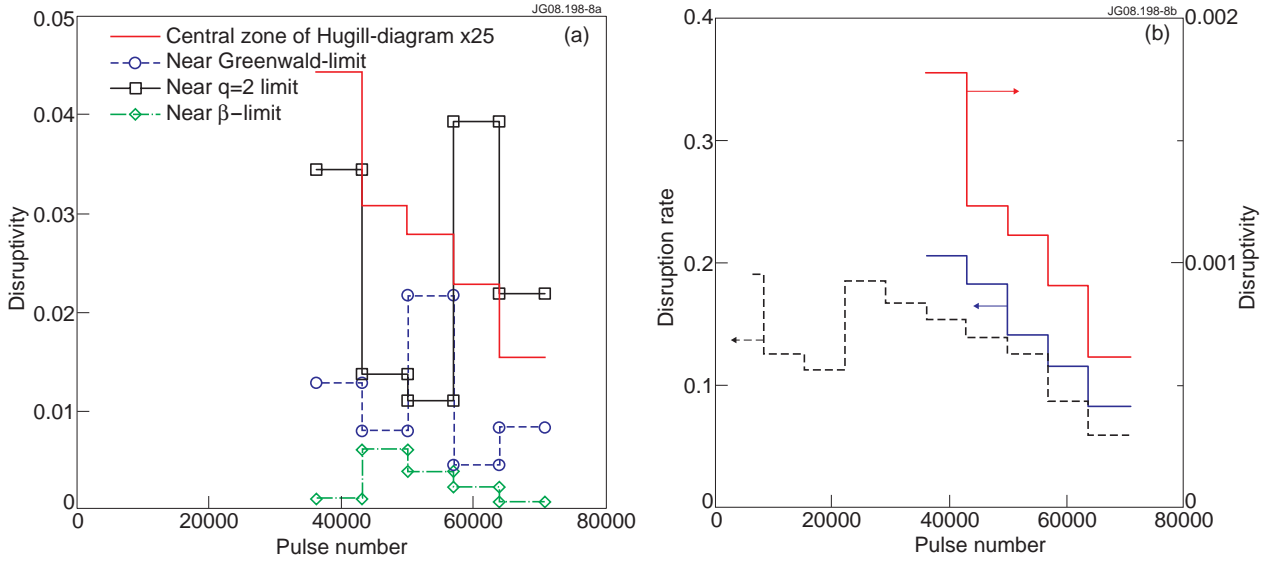 JG08.198-8a
(a)
Central zone of Hugill-diagram x25
Near Greenwald-limit
Near q=2 limit
Near β−limit
Disruptivity
0.05
0.04
0.03
0.02
0.01
0
0
20000
40000
60000
80000
Pulse number
JG08.198-8b
(b)
Disruption rate
0.4
0.3
0.2
0.1
0
0
20000
40000
60000
80000
Pulse number
0.002
0.001
0
Disruptivity